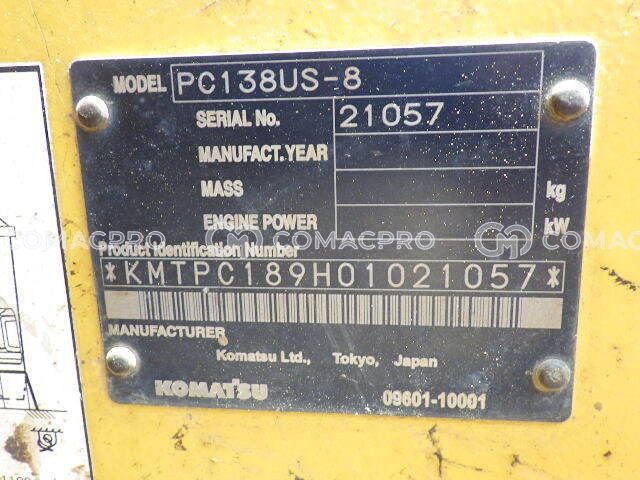 MODEL PC138US-8
SERIAL No. 21057
MANUFACT.YEAR
MASS kg
ENGINE POWER kW
COMACPRO COMACPRO COMAC
Product Identification Number
*KMTPC189H01021057*
MANUFACTURER
Komatsu Ltd., Tokyo, Japan
KOMATSU 09601-10001